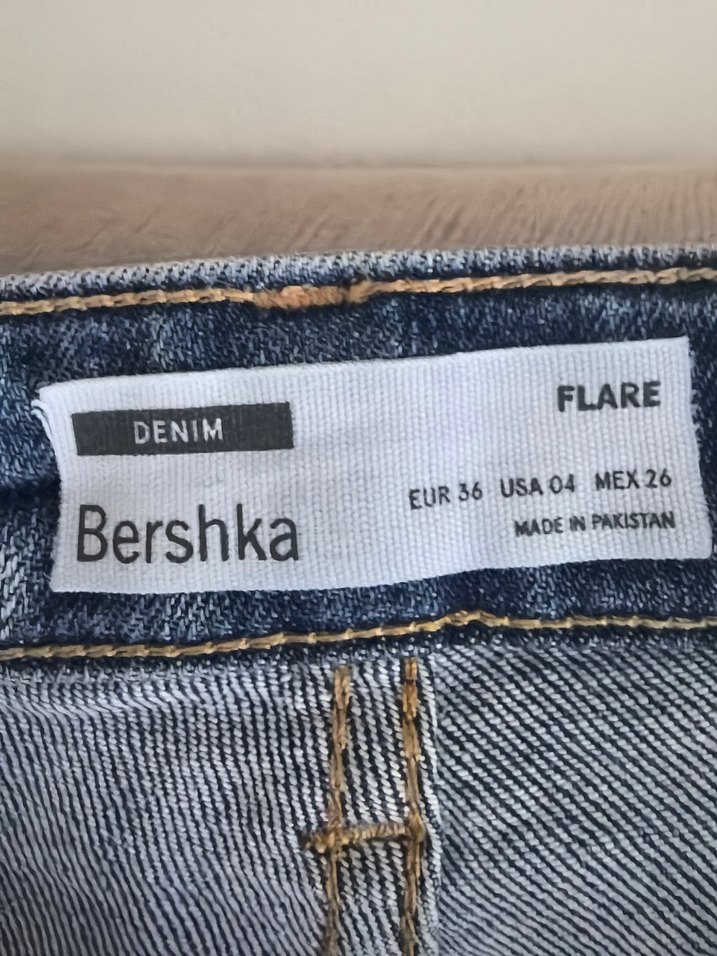 DENIM
FLARE
Bershka
EUR 36 USA 04 MEX 26
MADE IN PAKISTAN